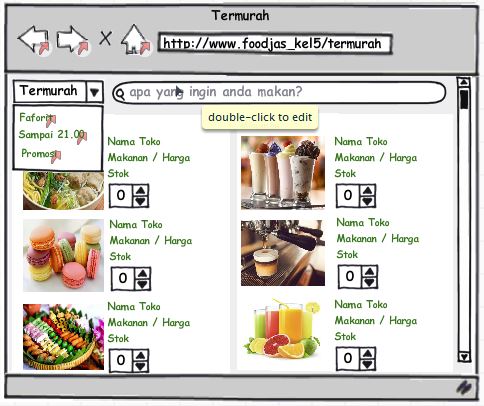 Termurah
http://www.foodjas_kel5/termurah
Termurah
apa yang ingin anda makan?
double-click to edit
Faforit
Sampai 21.00
Promosi
Nama Toko
Makanan / Harga
Stok
0
Nama Toko
Makanan / Harga
Stok
0
Nama Toko
Makanan / Harga
Stok
0
Nama Toko
Makanan / Harga
Stok
0
Nama Toko
Makanan / Harga
Stok
0
Nama Toko
Makanan / Harga
Stok
0